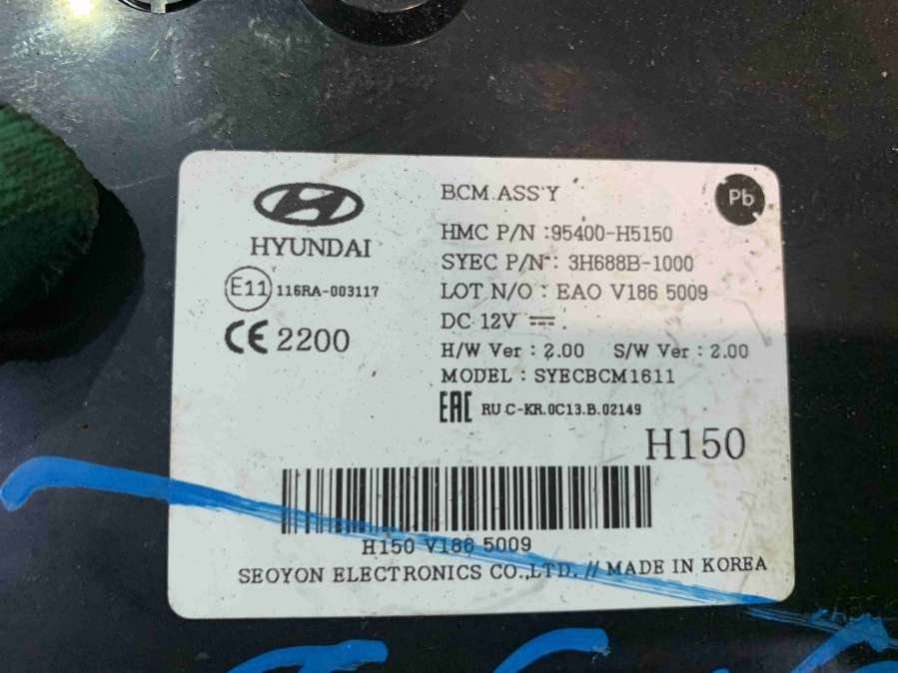 BCM ASS'Y
Pb
HYUNDAI
HMC P/N : 95400-H5150
SYEC P/N : 3H688B-1000
E11 116RA-003117
LOT N/O : EAO V186 5009
DC 12V
CE 2200
H/W Ver : 2.00 S/W Ver : 2.00
MODEL : SYECBCM1611
EAC RU C-KR.0C13.B.02149
H150
H150 V186 5009
SEOYON ELECTRONICS CO.,LTD. // MADE IN KOREA